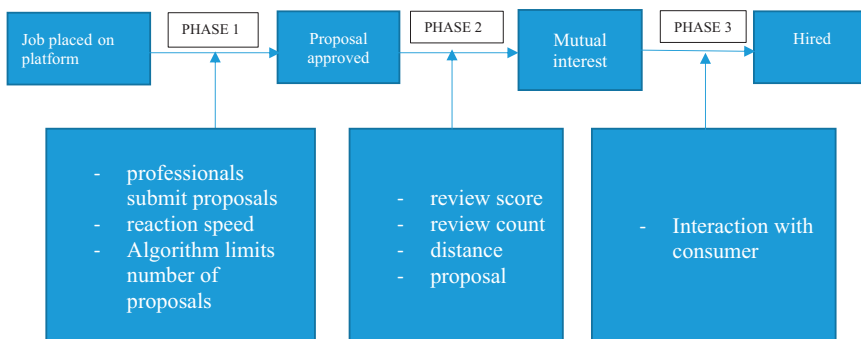 Job placed on
platform
PHASE 1
Proposal
approved
PHASE 2
Mutual
interest
PHASE 3
Hired
- professionals
submit proposals
- reaction speed
- Algorithm limits
number of
proposals
- review score
- review count
- distance
- proposal
- Interaction with
consumer